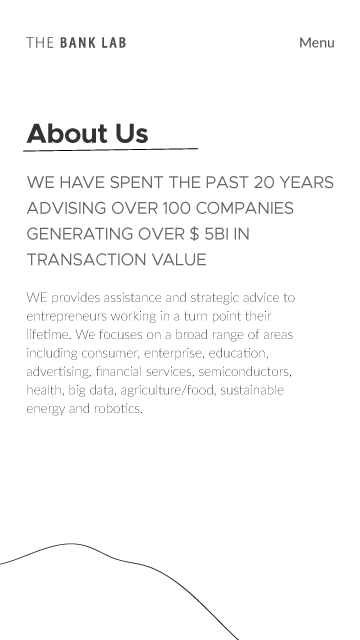 THE BANK LAB
Menu
About Us
WE HAVE SPENT THE PAST 20 YEARS
ADVISING OVER 100 COMPANIES
GENERATING OVER $ 5BI IN
TRANSACTION VALUE
WE provides assistance and strategic advice to
entrepreneurs working in a turn point their
lifetime. We focuses on a broad range of areas
including consumer, enterprise, education,
advertising, financial services, semiconductors,
health, big data, agriculture/food, sustainable
energy and robotics.